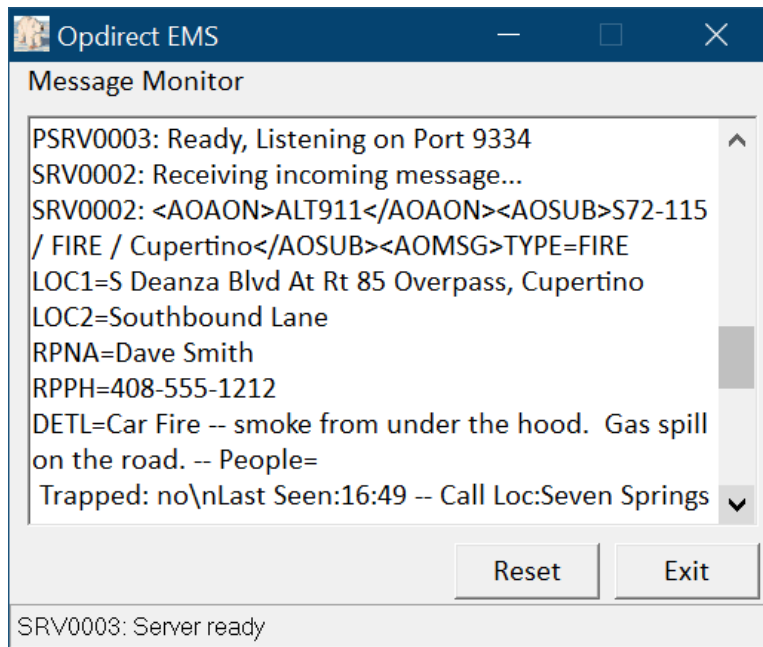 Opdirect EMS
Message Monitor
PSRV0003: Ready, Listening on Port 9334
SRV0002: Receiving incoming message...
SRV0002: <AOAON>ALT911</AOAON><AOSUB>S72-115
/ FIRE / Cupertino</AOSUB><AOMSG>TYPE=FIRE
LOC1=S Deanza Blvd At Rt 85 Overpass, Cupertino
LOC2=Southbound Lane
RPNA=Dave Smith
RPPH=408-555-1212
DETL=Car Fire -- smoke from under the hood.  Gas spill
on the road. -- People=
 Trapped: no\nLast Seen:16:49 -- Call Loc:Seven Springs
Reset Exit
SRV0003: Server ready